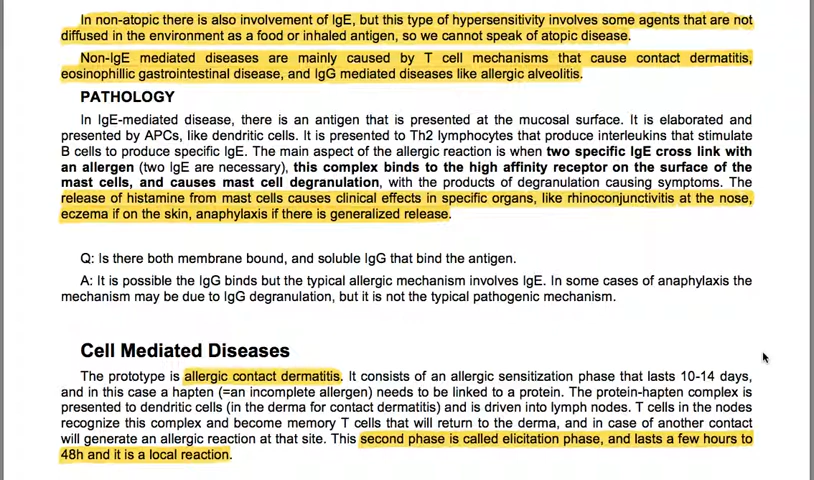 In non-atopic there is also involvement of IgE, but this type of hypersensitivity involves some agents that are not
diffused in the environment as a food or inhaled antigen, so we cannot speak of atopic disease.
Non-IgE mediated diseases are mainly caused by T cell mechanisms that cause contact dermatitis,
eosinophillic gastrointestinal disease, and IgG mediated diseases like allergic alveolitis.
PATHOLOGY
In IgE-mediated disease, there is an antigen that is presented at the mucosal surface. It is elaborated and
presented by APCs, like dendritic cells. It is presented to Th2 lymphocytes that produce interleukins that stimulate
B cells to produce specific IgE. The main aspect of the allergic reaction is when two specific IgE cross link with
an allergen (two IgE are necessary), this complex binds to the high affinity receptor on the surface of the
mast cells, and causes mast cell degranulation, with the products of degranulation causing symptoms. The
release of histamine from mast cells causes clinical effects in specific organs, like rhinoconjunctivitis at the nose,
eczema if on the skin, anaphylaxis if there is generalized release.
Q: Is there both membrane bound, and soluble IgG that bind the antigen.
A: It is possible the IgG binds but the typical allergic mechanism involves IgE. In some cases of anaphylaxis the
mechanism may be due to IgG degranulation, but it is not the typical pathogenic mechanism.
Cell Mediated Diseases
The prototype is allergic contact dermatitis. It consists of an allergic sensitization phase that lasts 10-14 days,
and in this case a hapten (=an incomplete allergen) needs to be linked to a protein. The protein-hapten complex is
presented to dendritic cells (in the derma for contact dermatitis) and is driven into lymph nodes. T cells in the nodes
recognize this complex and become memory T cells that will return to the derma, and in case of another contact
will generate an allergic reaction at that site. This second phase is called elicitation phase, and lasts a few hours to
48h and it is a local reaction.